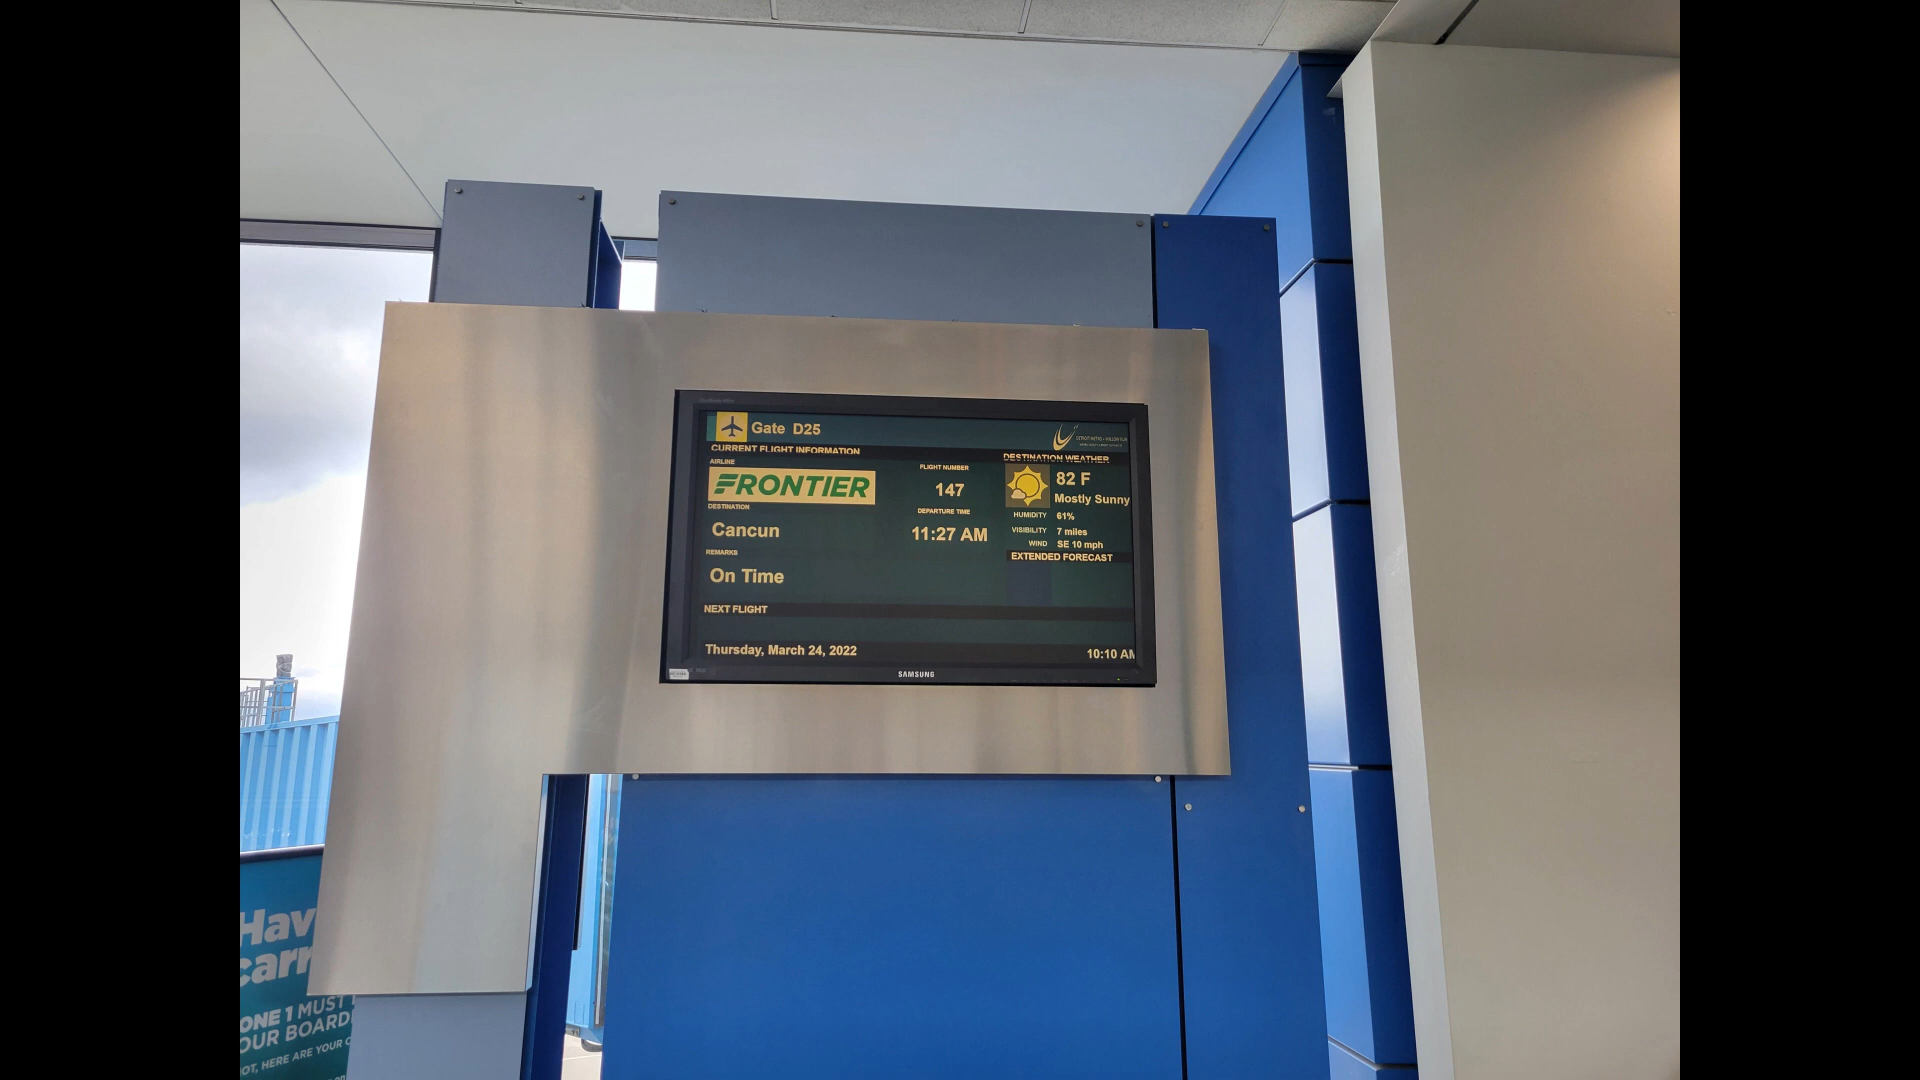 Gate D25
CURRENT FLIGHT INFORMATION
AIRLINE
FRONTIER
FLIGHT NUMBER
147
DESTINATION
Cancun
DEPARTURE TIME
11:27 AM
REMARKS
On Time
DESTINATION WEATHER
82 F
Mostly Sunny
HUMIDITY 61%
VISIBILITY 7 miles
WIND SE 10 mph
EXTENDED FORECAST
NEXT FLIGHT
Thursday, March 24, 2022
10:10 AM
SAMSUNG
Hav
carr
ONE 1 MUST
OUR BOARD
OT, HERE ARE YOUR